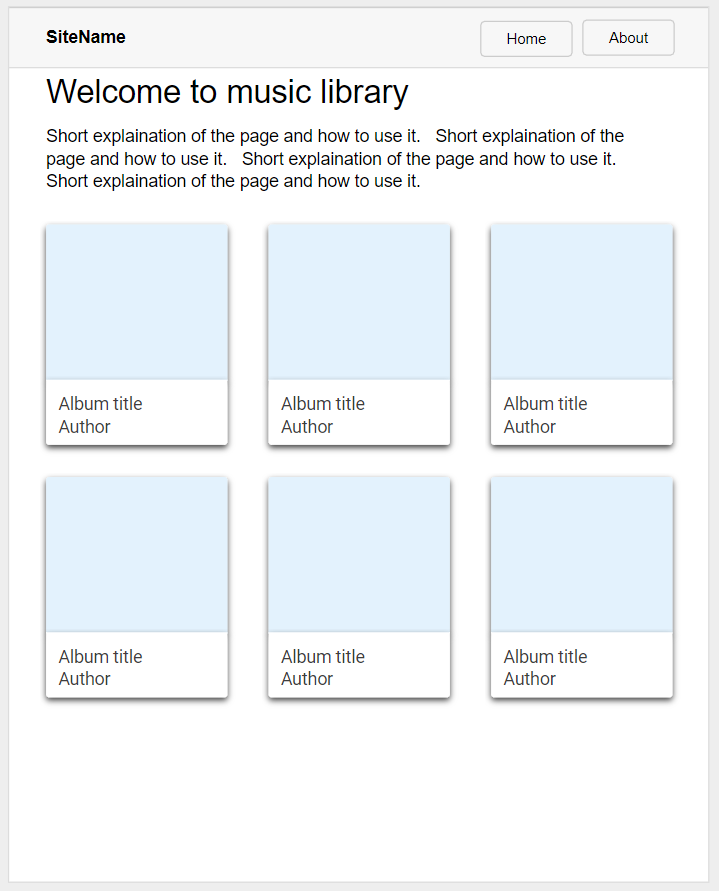 SiteName
Home
About
Welcome to music library
Short explaination of the page and how to use it.   Short explaination of the
page and how to use it.   Short explaination of the page and how to use it.
Short explaination of the page and how to use it.
Album title
Author
Album title
Author
Album title
Author
Album title
Author
Album title
Author
Album title
Author